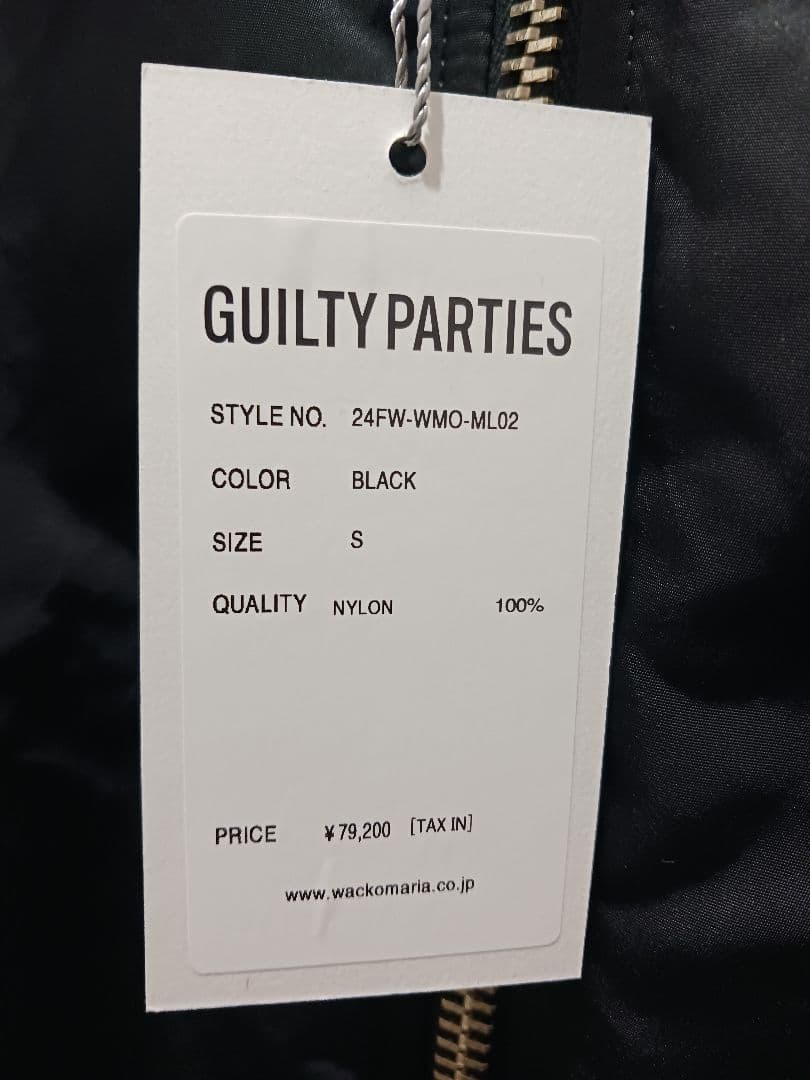 GUILTY PARTIES
STYLE NO. 24FW-WMO-ML02
COLOR BLACK
SIZE S
QUALITY NYLON 100%
PRICE ¥79,200 [TAX IN]
www.wackomaria.co.jp